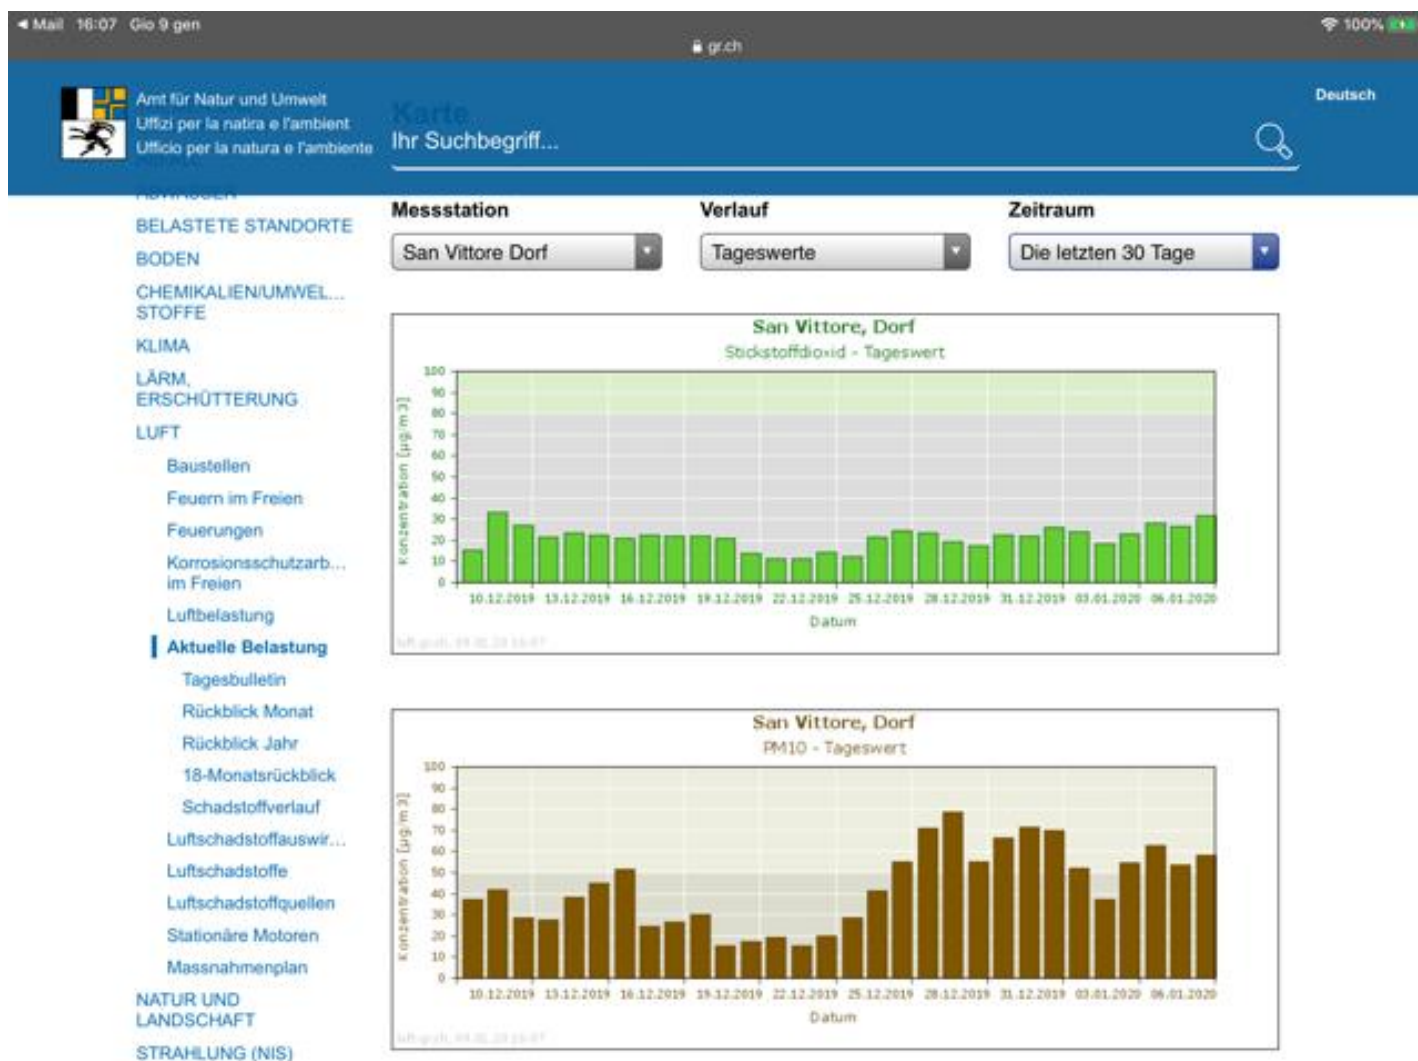 Mail 16:07 Gio 9 gen
100%
gr.ch
Amt für Natur und Umwelt
Uffizi per la natira e l'ambient
Ufficio per la natura e l'ambiente
Karte
Ihr Suchbegriff...
Deutsch
BELASTETE STANDORTE
BODEN
CHEMIKALIEN/UMWEL...
STOFFE
KLIMA
LÄRM,
ERSCHÜTTERUNG
LUFT
Baustellen
Feuern im Freien
Feuerungen
Korrosionsschutzarb...
im Freien
Luftbelastung
Aktuelle Belastung
Tagesbulletin
Rückblick Monat
Rückblick Jahr
18-Monatsrückblick
Schadstoffverlauf
Luftschadstoffauswir...
Luftschadstoffe
Luftschadstoffquellen
Stationäre Motoren
Massnahmenplan
NATUR UND
LANDSCHAFT
STRAHLUNG (NIS)
Messstation Verlauf Zeitraum
San Vittore Dorf Tageswerte Die letzten 30 Tage
San Vittore, Dorf
Stickstoffdioxid - Tageswert
Konzentration [µg/m3]
100
90
80
70
60
50
40
30
20
10
0
10.12.2019 13.12.2019 16.12.2019 19.12.2019 22.12.2019 25.12.2019 28.12.2019 31.12.2019 03.01.2020 06.01.2020
Datum
San Vittore, Dorf
PM10 - Tageswert
Konzentration [µg/m3]
100
90
80
70
60
50
40
30
20
10
0
10.12.2019 13.12.2019 16.12.2019 19.12.2019 22.12.2019 25.12.2019 28.12.2019 31.12.2019 03.01.2020 06.01.2020
Datum